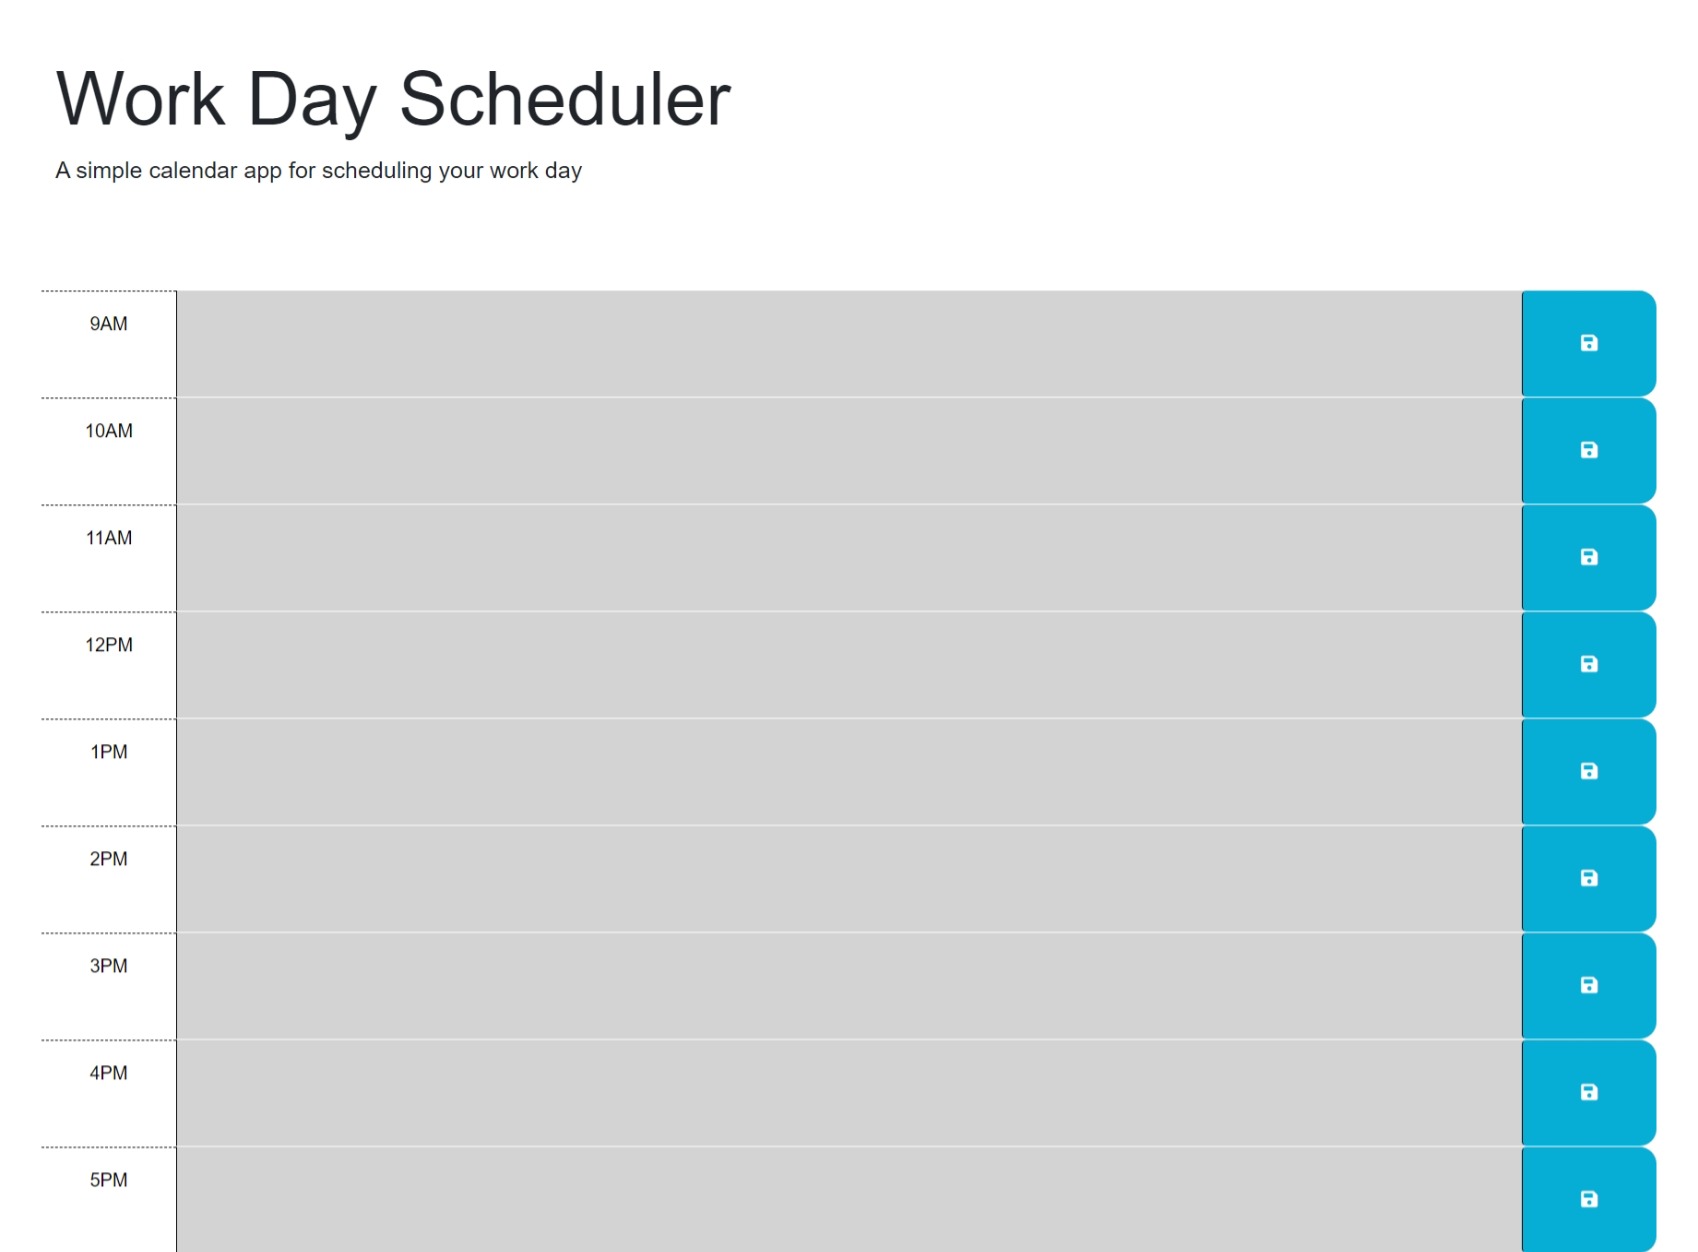 Work Day Scheduler
A simple calendar app for scheduling your work day
9AM
10AM
11AM
12PM
1PM
2PM
3PM
4PM
5PM